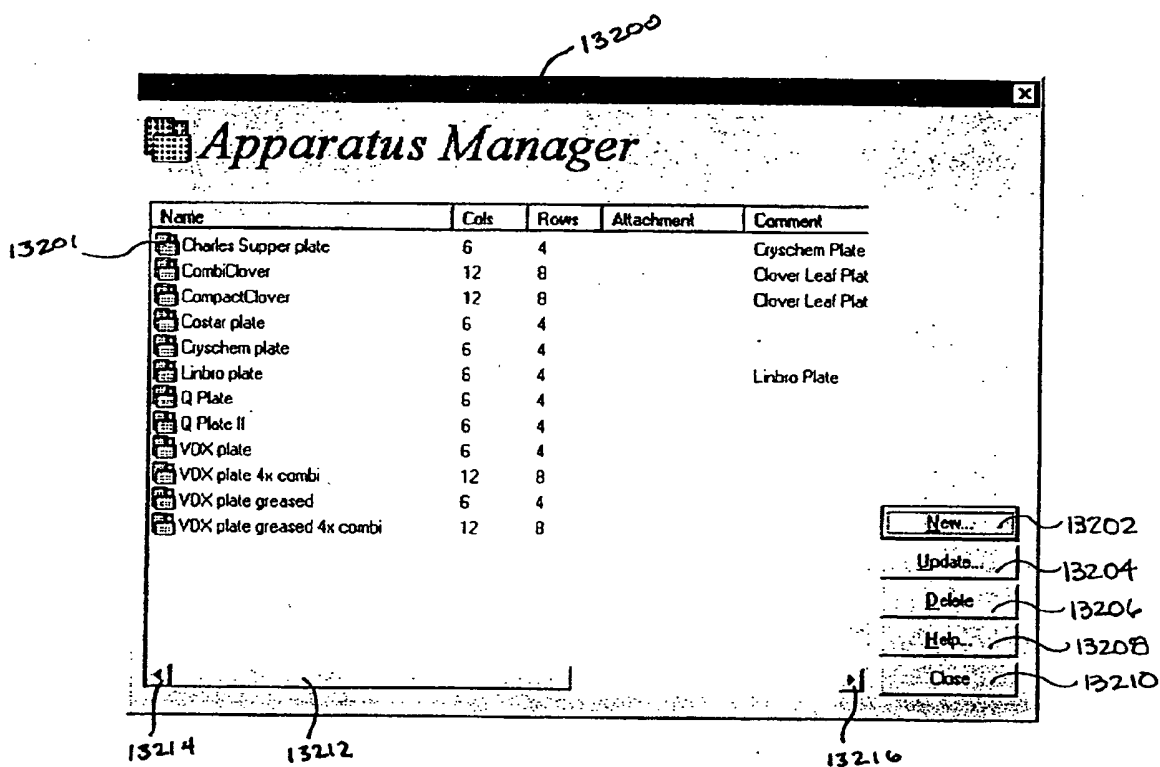 13200
Apparatus Manager
Name Cols Rows Attachment Comment
13201
Charles Supper plate 6 4 Cryschem Plate
CombiClover 12 8 Clover Leaf Plat
CompactClover 12 8 Clover Leaf Plat
Costar plate 6 4
Cryschem plate 6 4
Linbro plate 6 4 Linbro Plate
Q Plate 6 4
Q Plate II 6 4
VDX plate 6 4
VDX plate 4x combi 12 8
VDX plate greased 6 4
VDX plate greased 4x combi 12 8
New... 13202
Update... 13204
Delete 13206
Help... 13208
Close 13210
13214 13212 13216